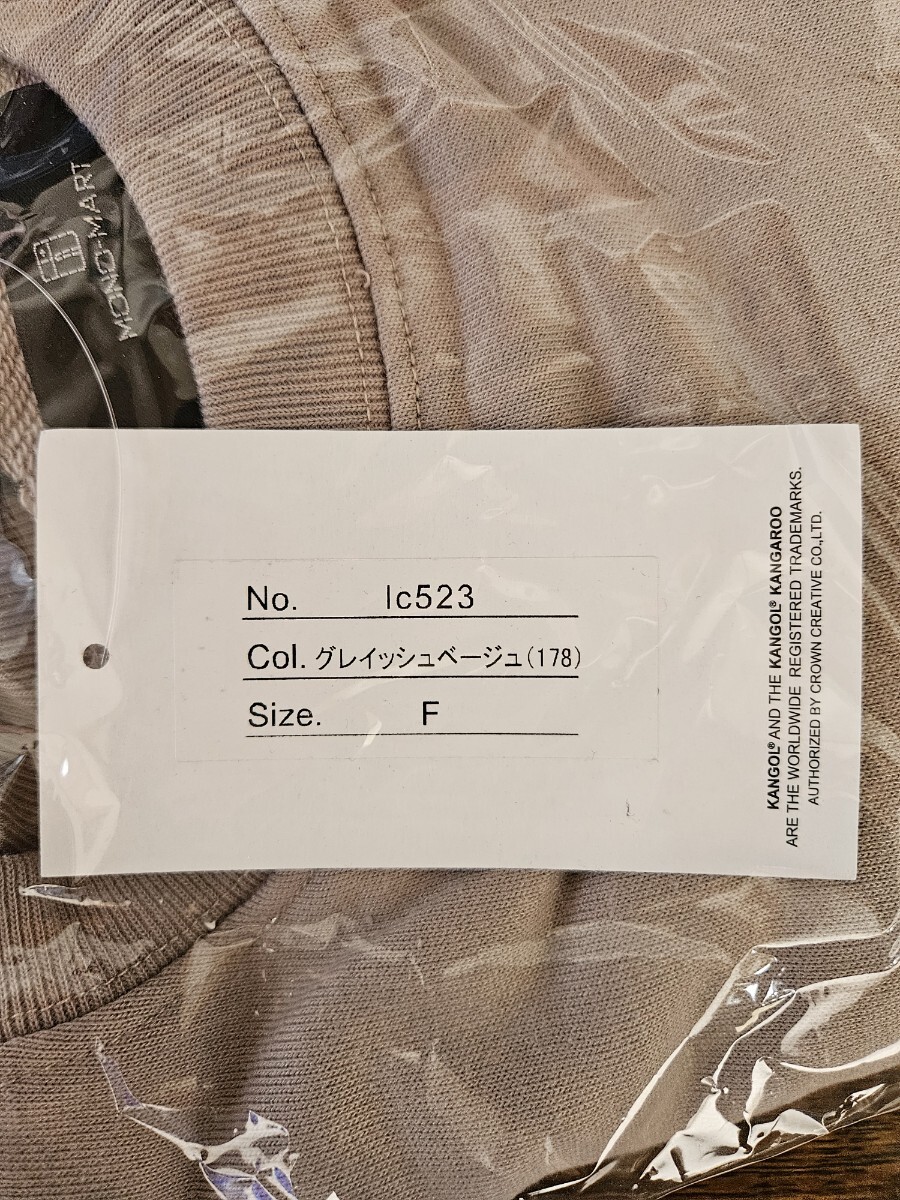 MONO-MART
No. lc523
Col. グレイッシュベージュ(178)
Size. F
KANGOL® AND THE KANGOL® KANGAROO
ARE THE WORLDWIDE REGISTERED TRADEMARKS.
AUTHORIZED BY CROWN CREATIVE CO.,LTD.